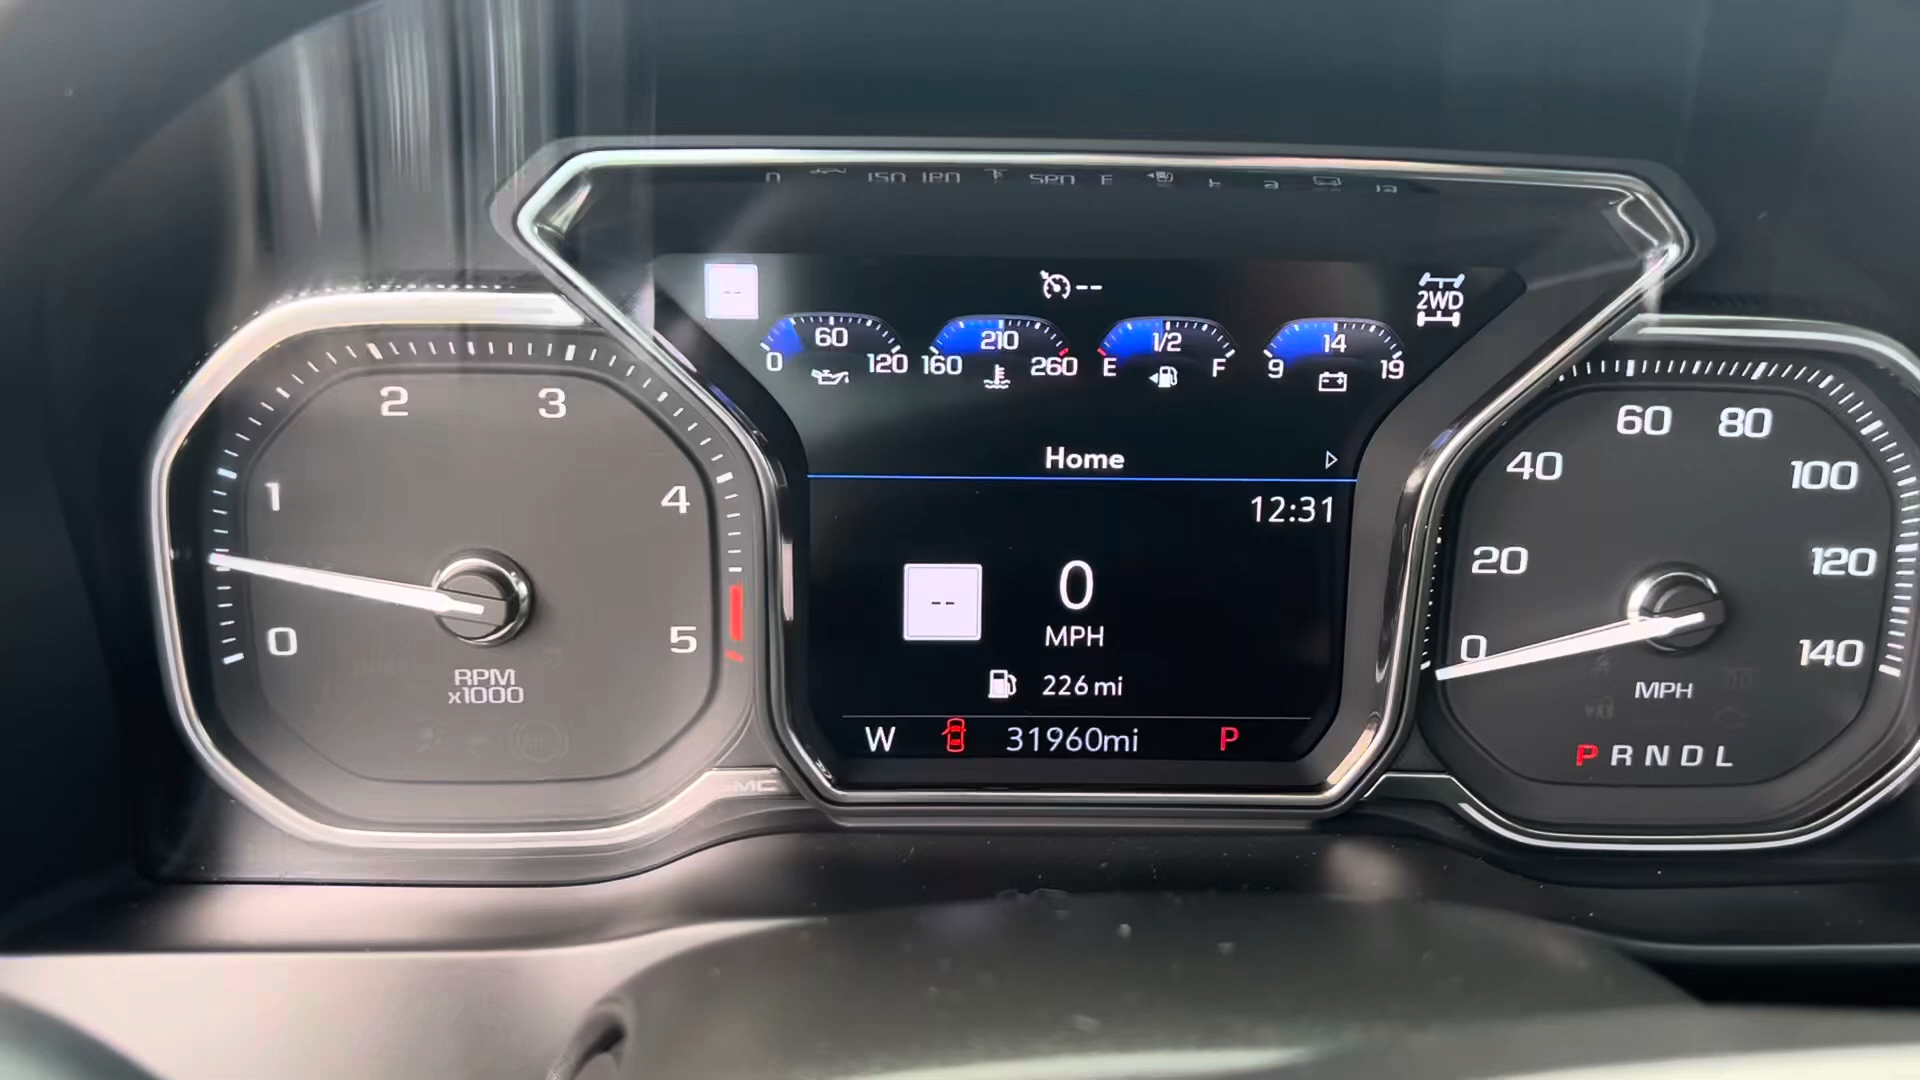 --
--
2WD
60
0 120
210
160 260
1/2
E F
14
9 19
Home
12:31
--
0
MPH
226 mi
W 31960mi P
0 1 2 3 4 5
RPM
x1000
0 20 40 60 80 100 120 140
MPH
P R N D L